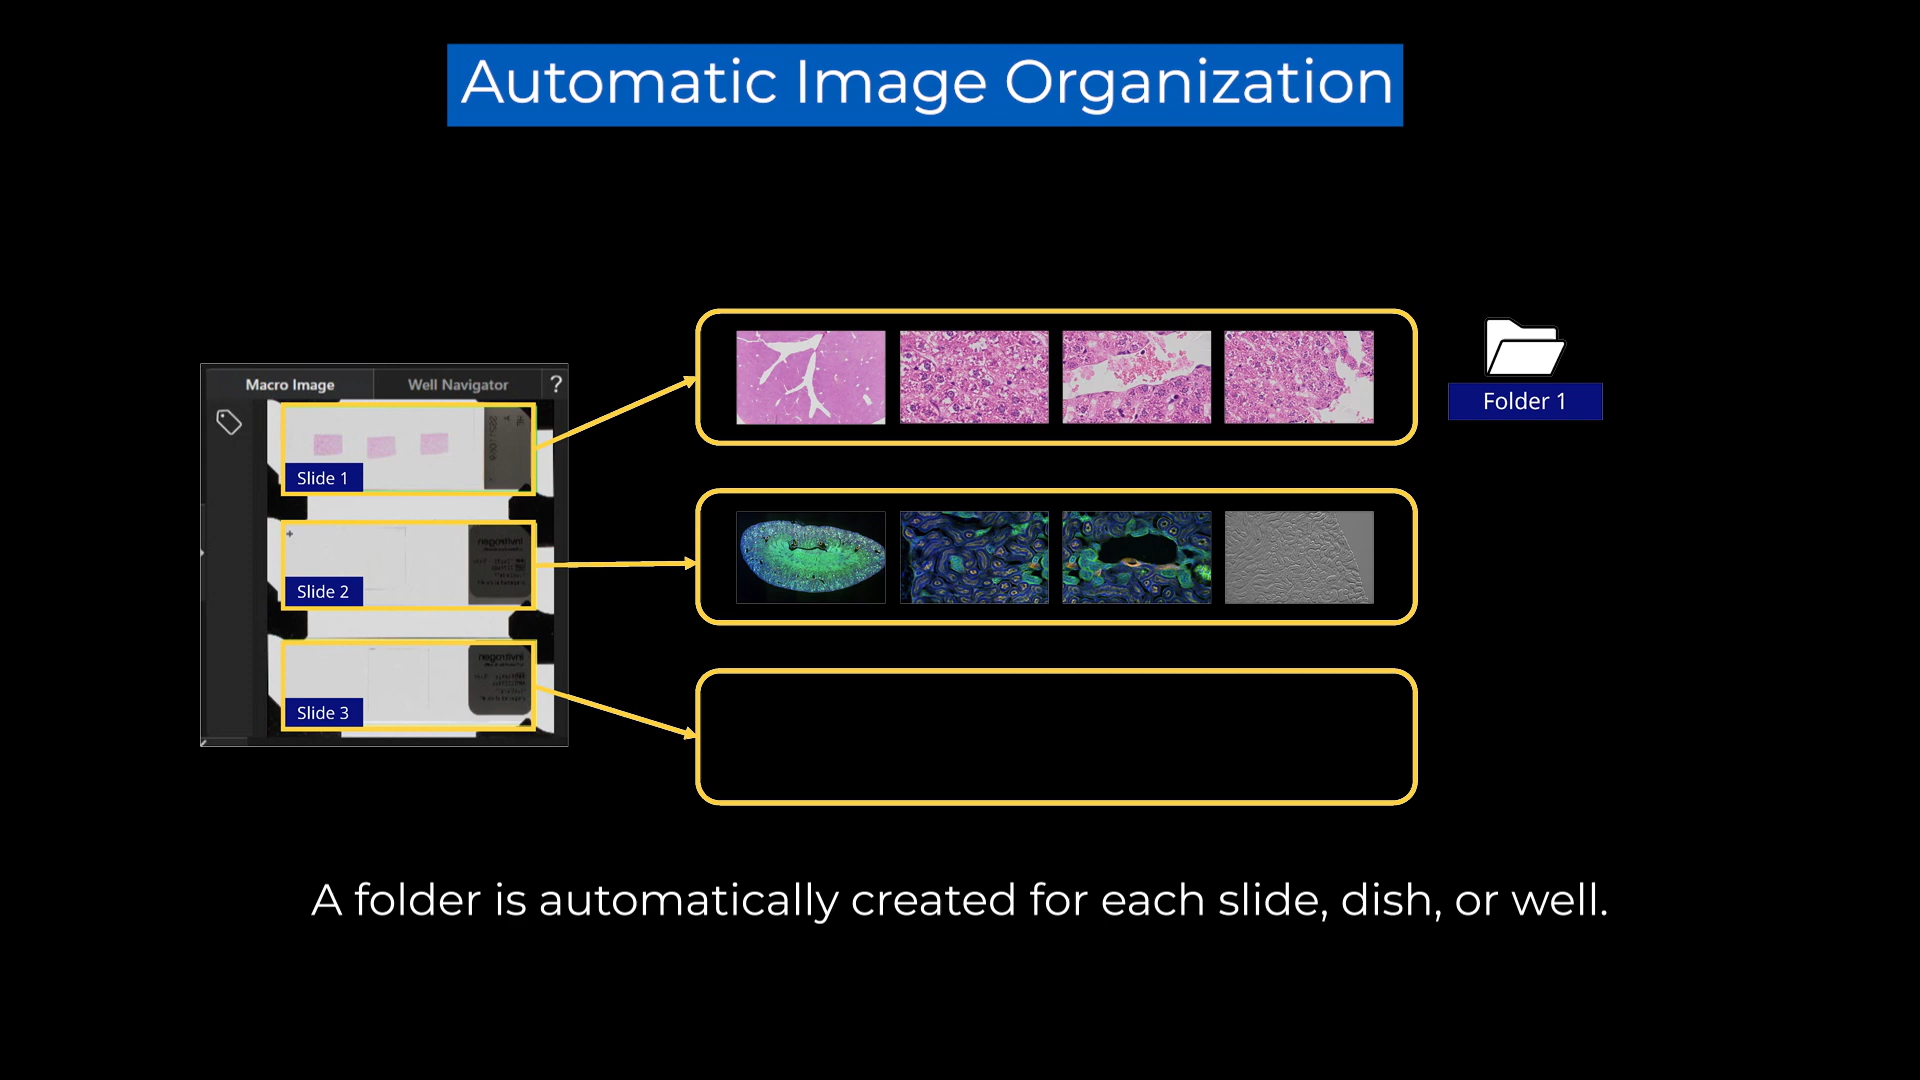 Automatic Image Organization
Macro Image
Well Navigator
?
Slide 1
Slide 2
Slide 3
Folder 1
A folder is automatically created for each slide, dish, or well.